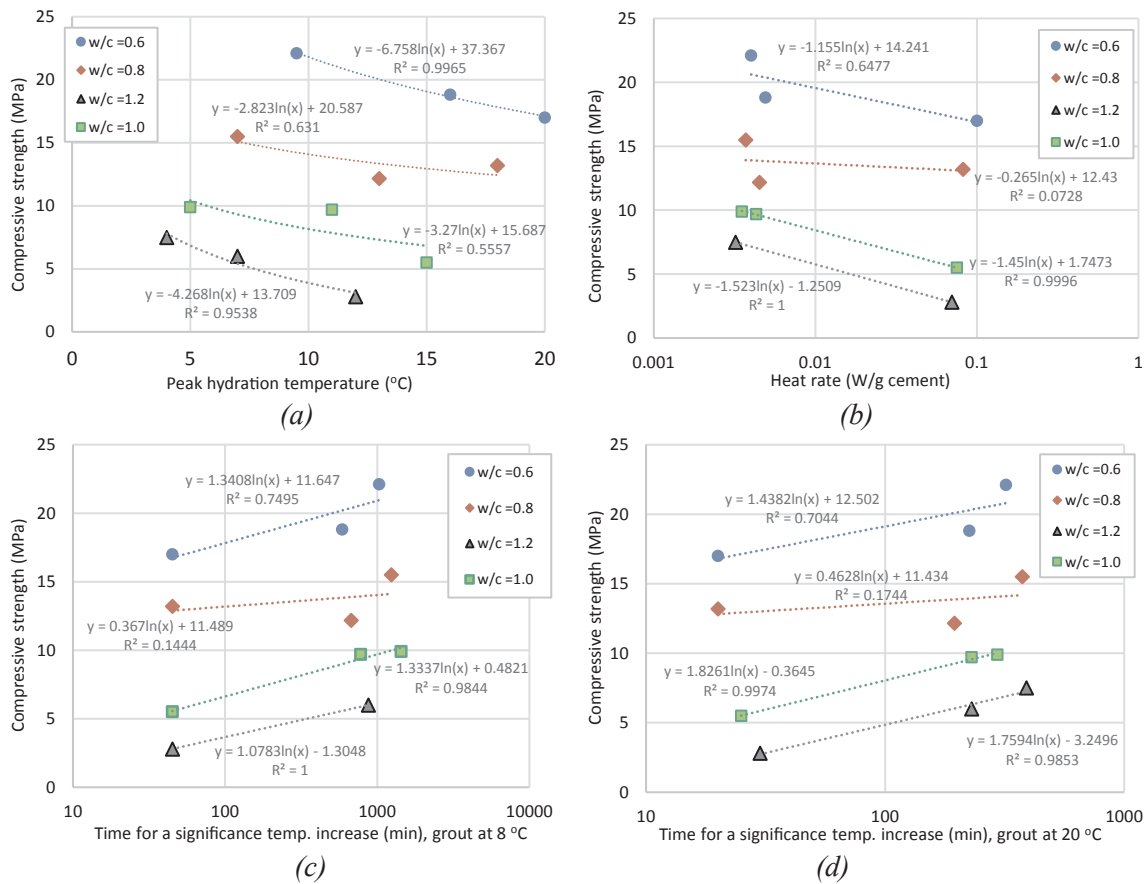 25
20
15
10
5
0
Compressive strength (MPa)
w/c =0.6
w/c =0.8
w/c =1.2
w/c =1.0
y = -6.758ln(x) + 37.367
R² = 0.9965
y = -2.823ln(x) + 20.587
R² = 0.631
y = -3.27ln(x) + 15.687
R² = 0.5557
y = -4.268ln(x) + 13.709
R² = 0.9538
0 5 10 15 20
Peak hydration temperature (°C)
(a)
25
20
15
10
5
0
Compressive strength (MPa)
y = -1.155ln(x) + 14.241
R² = 0.6477
w/c =0.6
w/c =0.8
w/c =1.2
w/c =1.0
y = -0.265ln(x) + 12.43
R² = 0.0728
y = -1.45ln(x) + 1.7473
R² = 0.9996
y = -1.523ln(x) - 1.2509
R² = 1
0.001 0.01 0.1 1
Heat rate (W/g cement)
(b)
25
20
15
10
5
0
Compressive strength (MPa)
y = 1.3408ln(x) + 11.647
R² = 0.7495
w/c =0.6
w/c =0.8
w/c =1.2
w/c =1.0
y = 0.367ln(x) + 11.489
R² = 0.1444
y = 1.3337ln(x) + 0.4821
R² = 0.9844
y = 1.0783ln(x) - 1.3048
R² = 1
10 100 1000 10000
Time for a significance temp. increase (min), grout at 8 °C
(c)
25
20
15
10
5
0
Compressive strength (MPa)
y = 1.4382ln(x) + 12.502
R² = 0.7044
w/c =0.6
w/c =0.8
w/c =1.2
w/c =1.0
y = 0.4628ln(x) + 11.434
R² = 0.1744
y = 1.8261ln(x) - 0.3645
R² = 0.9974
y = 1.7594ln(x) - 3.2496
R² = 0.9853
10 100 1000
Time for a significance temp. increase (min), grout at 20 °C
(d)